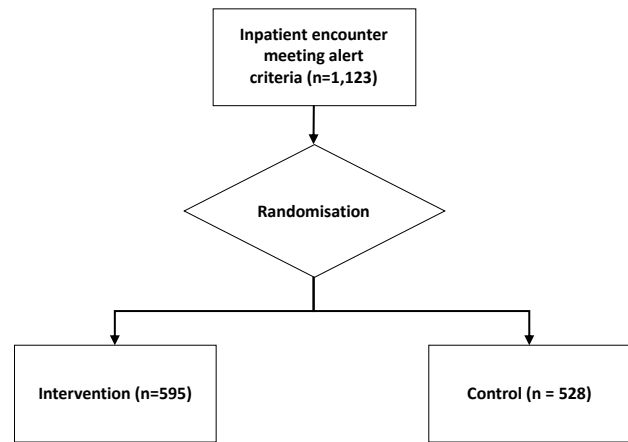 Inpatient encounter
meeting alert
criteria (n=1,123)
Randomisation
Intervention (n=595)
Control (n = 528)